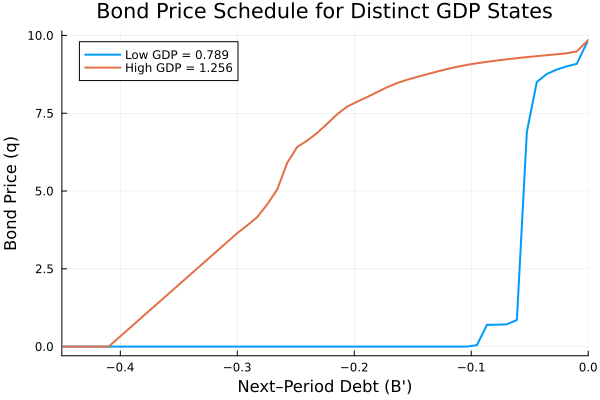 Bond Price Schedule for Distinct GDP States
Low GDP = 0.789
High GDP = 1.256
Bond Price (q)
10.0
7.5
5.0
2.5
0.0
−0.4
−0.3
−0.2
−0.1
0.0
Next–Period Debt (B')